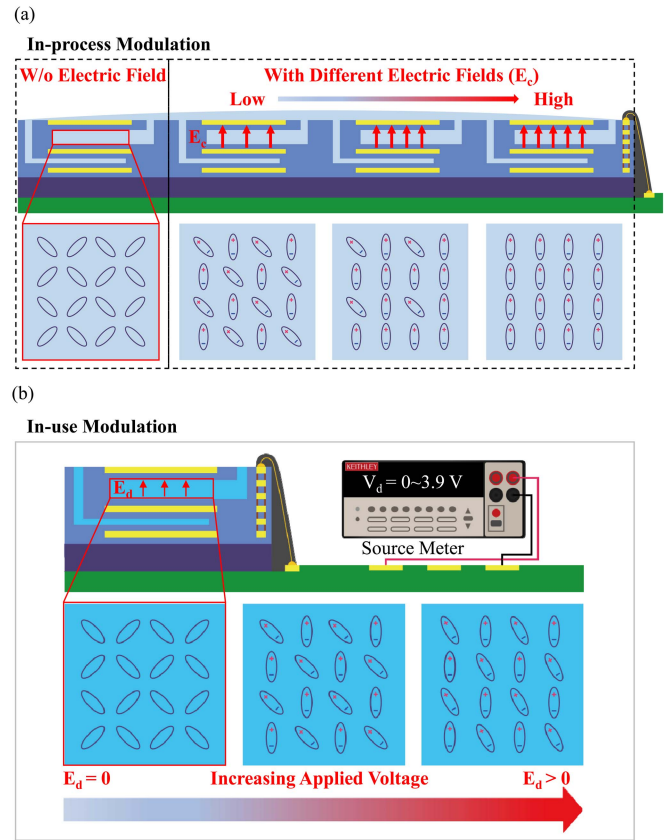 (a)
In-process Modulation
W/o Electric Field
With Different Electric Fields (Ec)
Low
High
Ec
(b)
In-use Modulation
Ed
KEITHLEY
Vd = 0~3.9 V
Source Meter
Ed = 0
Increasing Applied Voltage
Ed > 0